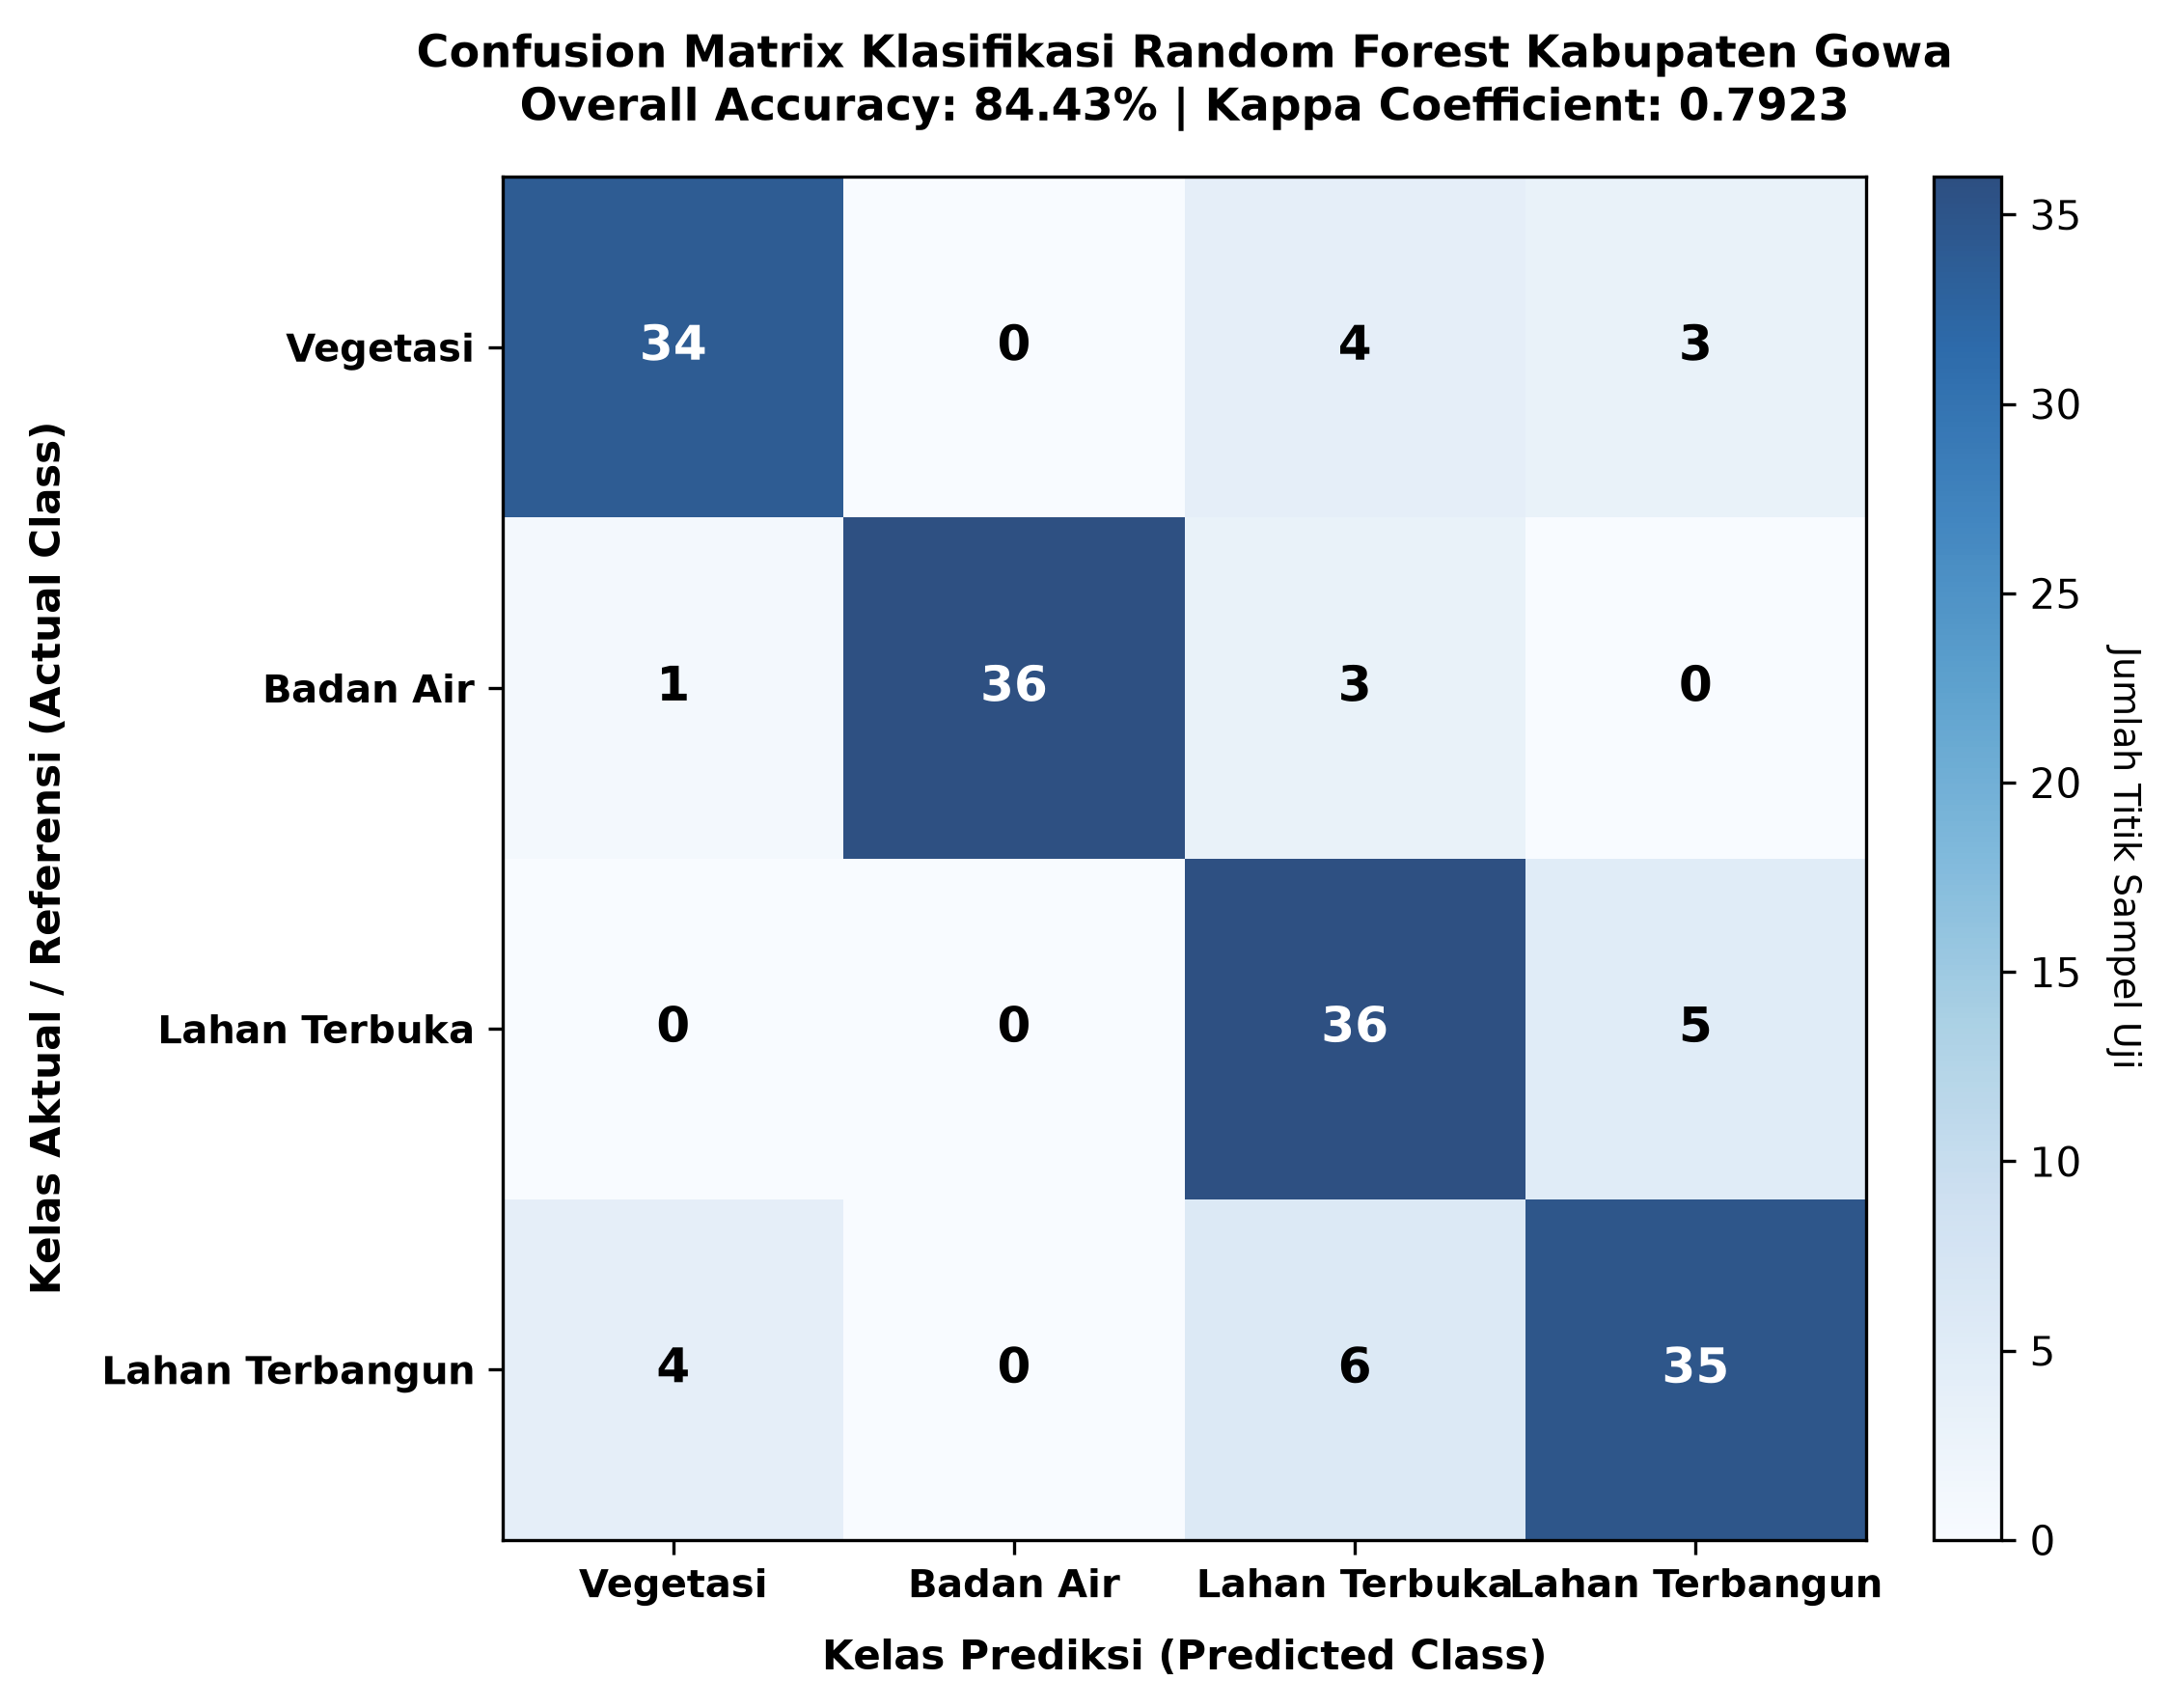 Confusion Matrix Klasifikasi Random Forest Kabupaten Gowa
Overall Accuracy: 84.43% | Kappa Coefficient: 0.7923
Kelas Aktual / Referensi (Actual Class)
Vegetasi
34 0 4 3
Badan Air
1 36 3 0
Lahan Terbuka
0 0 36 5
Lahan Terbangun
4 0 6 35
Vegetasi
Badan Air
Lahan Terbuka
Lahan Terbangun
Kelas Prediksi (Predicted Class)
35
30
25
20
15
10
5
0
Jumlah Titik Sampel Uji